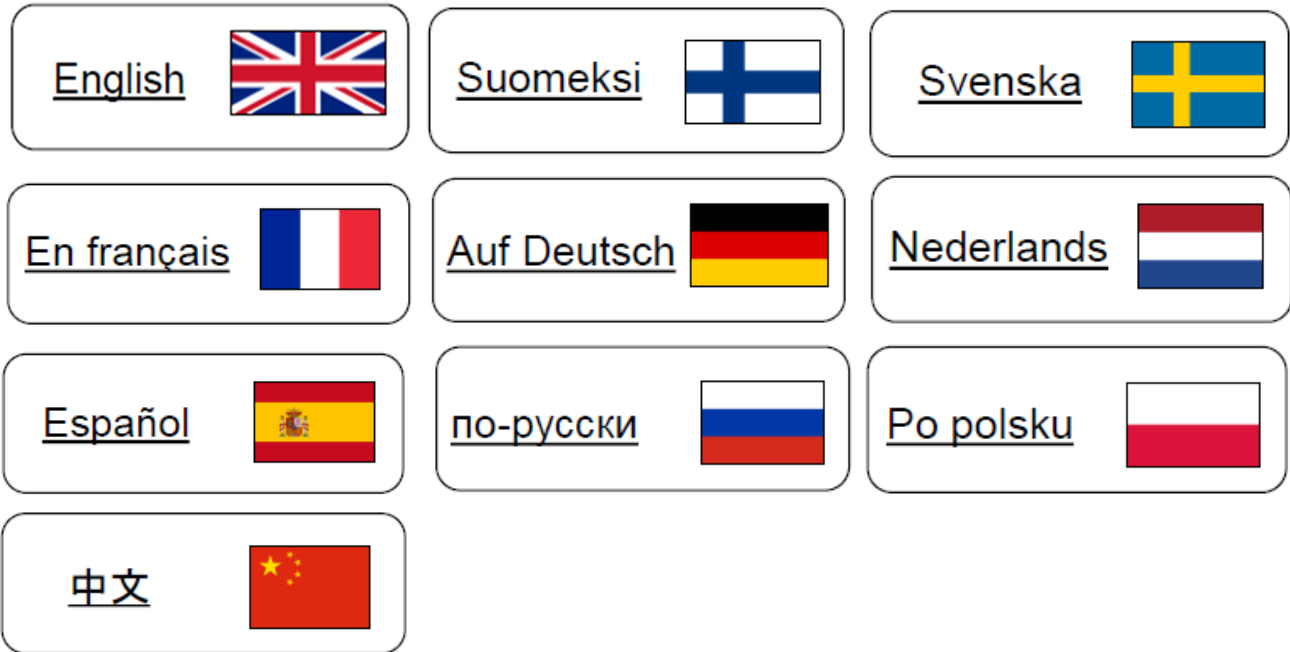 English
Suomeksi
Svenska
En français
Auf Deutsch
Nederlands
Español
по-русски
Po polsku
中文